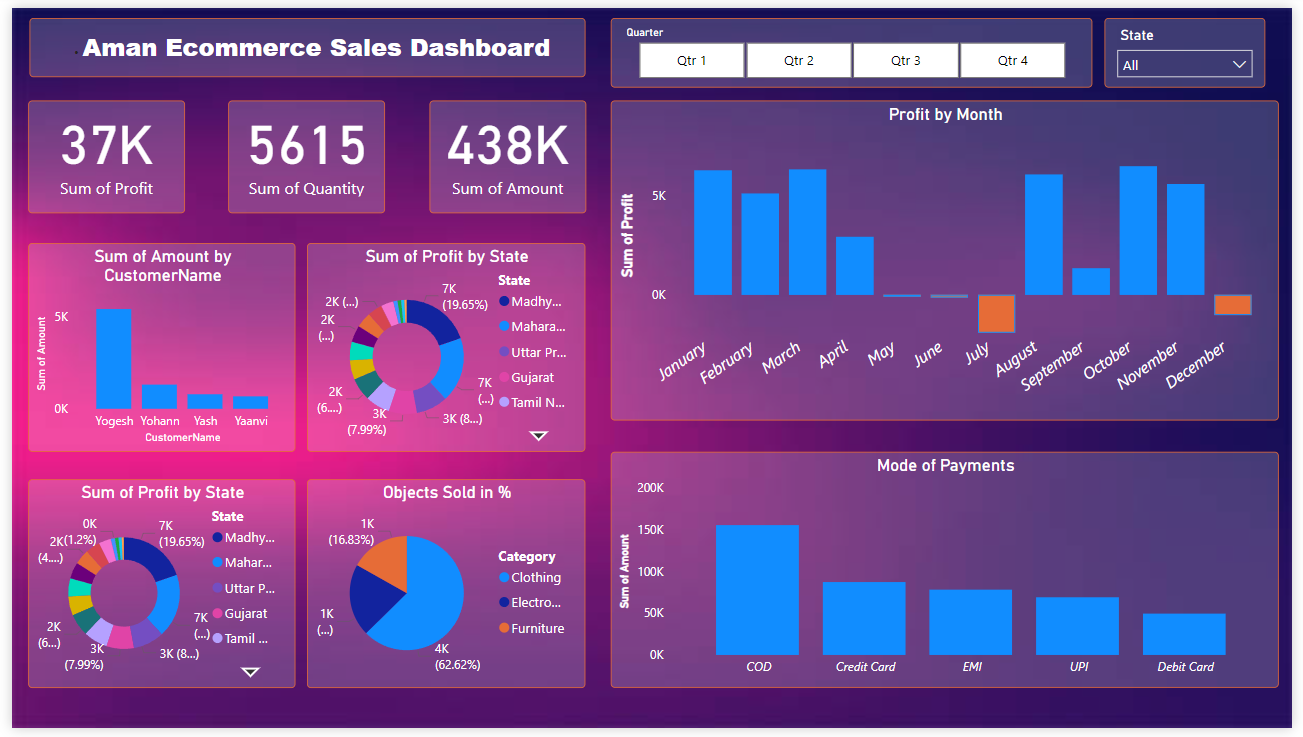 Aman Ecommerce Sales Dashboard
Quarter
Qtr 1
Qtr 2
Qtr 3
Qtr 4
State
All
37K
Sum of Profit
5615
Sum of Quantity
438K
Sum of Amount
Profit by Month
Sum of Profit
5K
0K
January
February
March
April
May
June
July
August
September
October
November
December
Sum of Amount by
CustomerName
Sum of Amount
5K
0K
Yogesh
Yohann
Yash
Yaanvi
CustomerName
Sum of Profit by State
7K
(19.65%)
7K
(...)
3K (8...)
3K
(7.99%)
2K
(6....)
2K
(...)
2K (...)
State
Madhy...
Mahara...
Uttar Pr...
Gujarat
Tamil N...
Sum of Profit by State
7K
(19.65%)
7K
(...)
3K (8...)
3K
(7.99%)
2K
(6...)
2K
(4....)
0K
(1.2%)
State
Madhy...
Mahar...
Uttar P...
Gujarat
Tamil ...
Objects Sold in %
1K
(16.83%)
1K
(...)
4K
(62.62%)
Category
Clothing
Electro...
Furniture
Mode of Payments
Sum of Amount
200K
150K
100K
50K
0K
COD
Credit Card
EMI
UPI
Debit Card